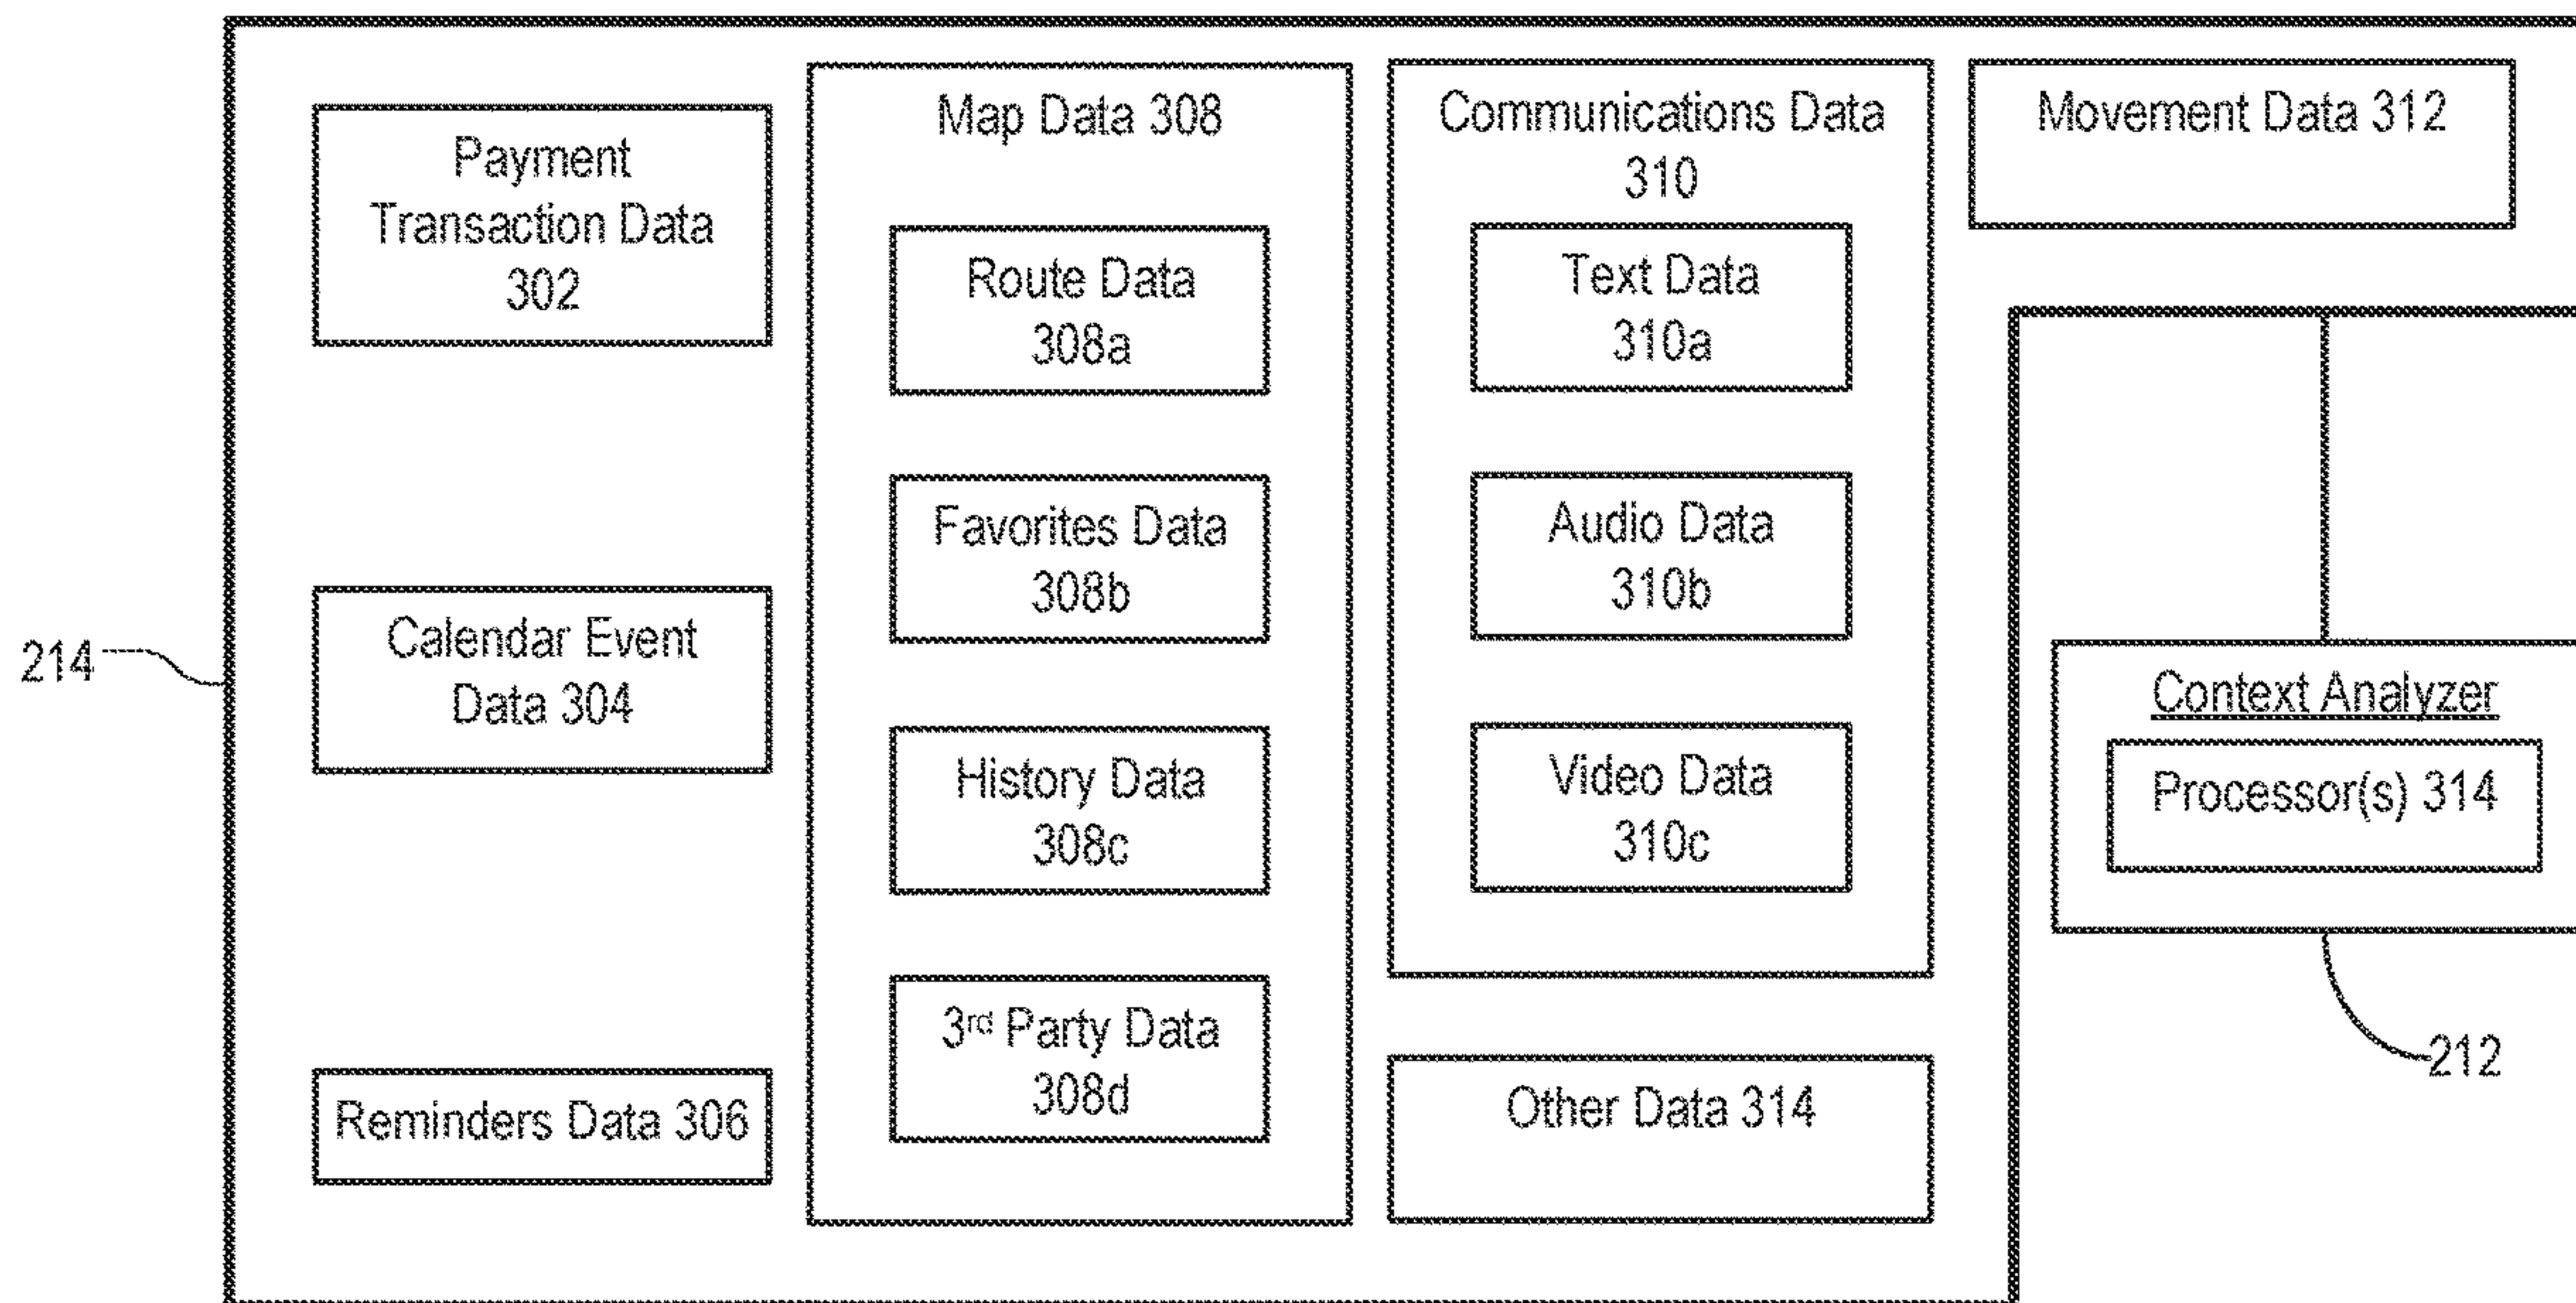 Payment
Transaction Data
302
Calendar Event
Data 304
Reminders Data 306
Map Data 308
Route Data
308a
Favorites Data
308b
History Data
308c
3rd Party Data
308d
Communications Data
310
Text Data
310a
Audio Data
310b
Video Data
310c
Other Data 314
Movement Data 312
Context Analyzer
Processor(s) 314
212
214